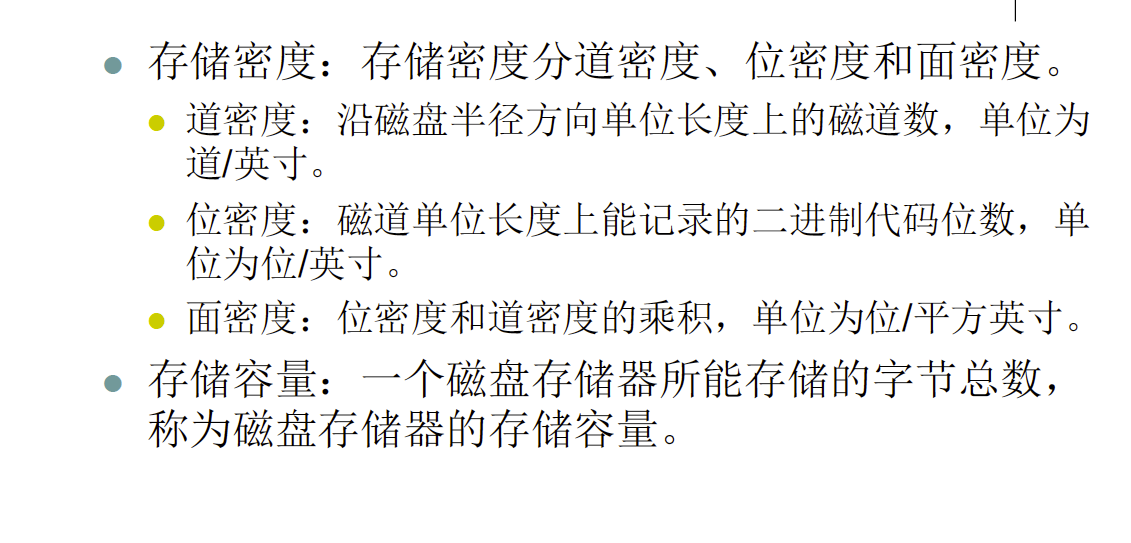 存储密度：存储密度分道密度、位密度和面密度。
道密度：沿磁盘半径方向单位长度上的磁道数，单位为
道/英寸。
位密度：磁道单位长度上能记录的二进制代码位数，单
位为位/英寸。
面密度：位密度和道密度的乘积，单位为位/平方英寸。
存储容量：一个磁盘存储器所能存储的字节总数，
称为磁盘存储器的存储容量。